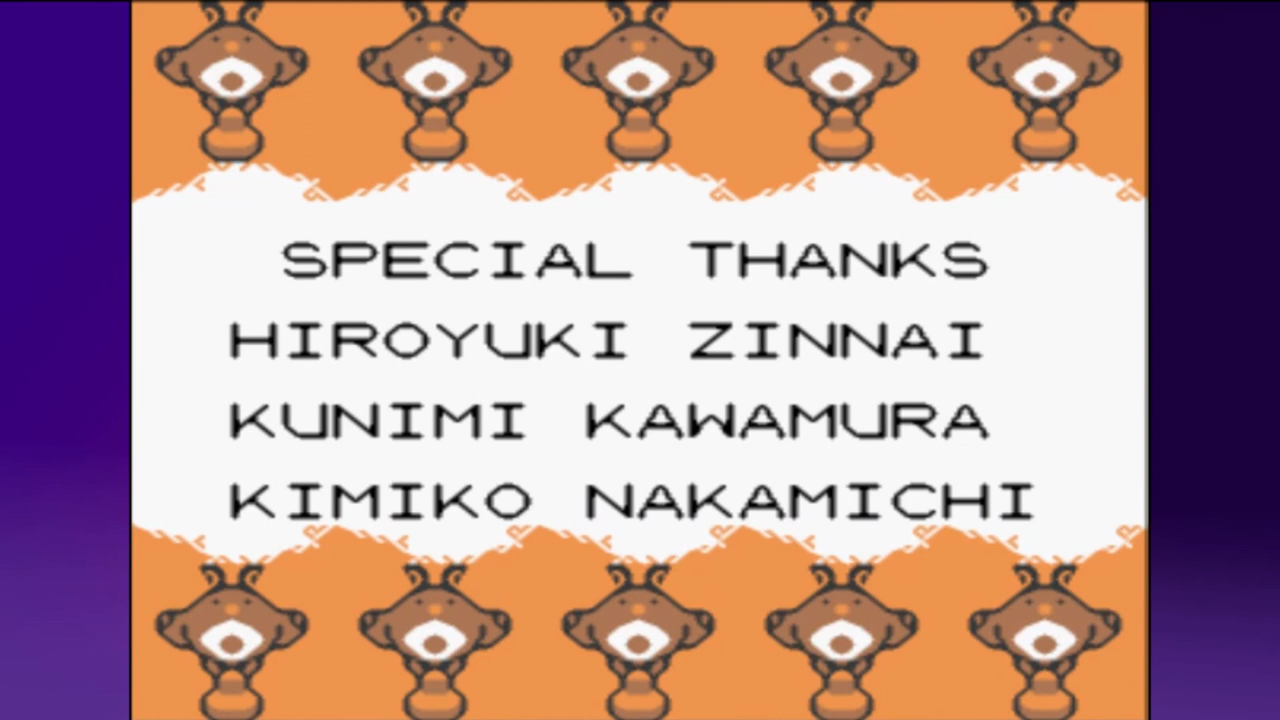 SPECIAL THANKS
HIROYUKI ZINNAI
KUNIMI KAWAMURA
KIMIKO NAKAMICHI